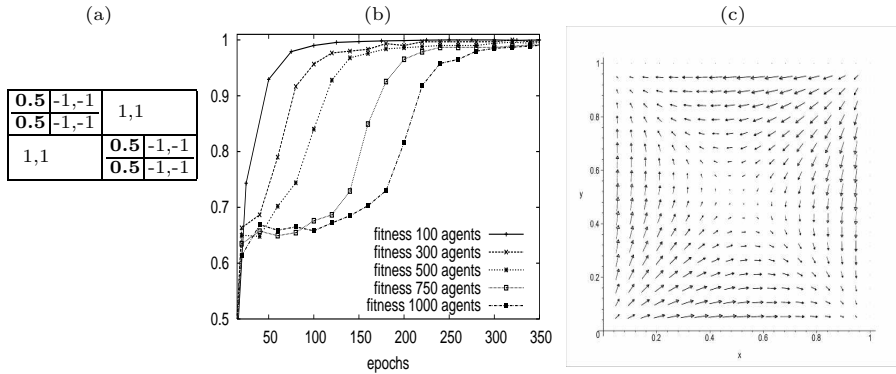 (a) (b) (c)
0.5 -1,-1
0.5 -1,-1
1,1
1,1
0.5 -1,-1
0.5 -1,-1
1
0.9
0.8
0.7
0.6
0.5
fitness 100 agents
fitness 300 agents
fitness 500 agents
fitness 750 agents
fitness 1000 agents
50 100 150 200 250 300 350
epochs
1
0.8
0.6
y
0.4
0.2
0 0.2 0.4 0.6 0.8 1
x